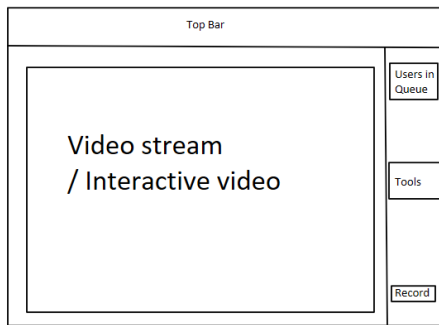 Top Bar
Users in
Queue
Video stream
/ Interactive video
Tools
Record